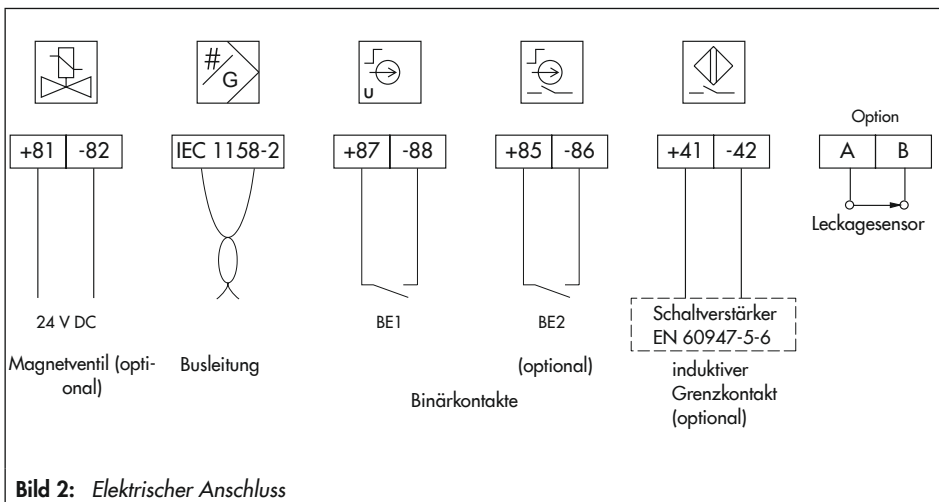 #
G
U
+81 -82
IEC 1158-2
+87 -88
+85 -86
+41 -42
Option
A B
Leckagesensor
24 V DC
BE1
BE2
Schaltverstärker
EN 60947-5-6
Magnetventil (opti-
onal)
Busleitung
Binärkontakte
(optional)
induktiver
Grenzkontakt
(optional)
Bild 2: Elektrischer Anschluss